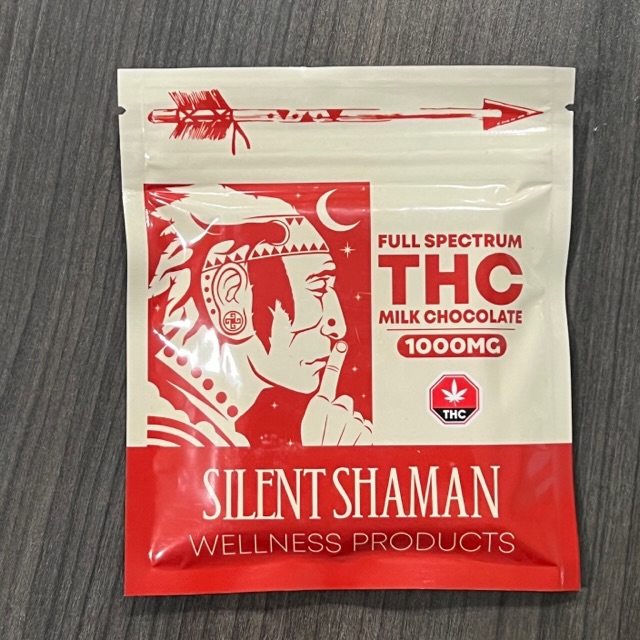 FULL SPECTRUM
THC
MILK CHOCOLATE
1000MG
THC
SILENT SHAMAN
WELLNESS PRODUCTS